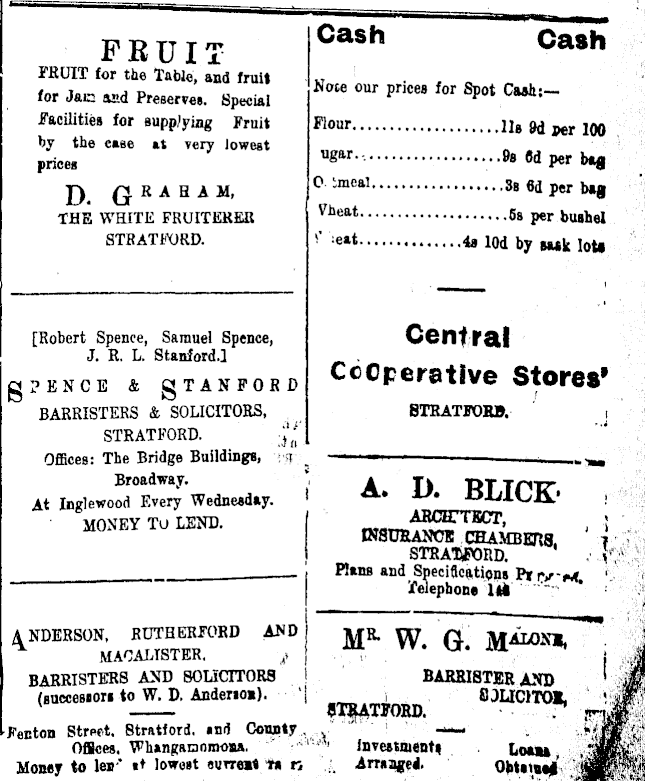 FRUIT
FRUIT for the Table, and fruit
for Jam and Preserves. Special
Facilities for supplying Fruit
by the case at very lowest
prices
D. GRAHAM,
THE WHITE FRUITERER
STRATFORD.
[Robert Spence, Samuel Spence,
J. R. L. Stanford.]
SPENCE & STANFORD
BARRISTERS & SOLICITORS,
STRATFORD.
Offices: The Bridge Buildings,
Broadway.
At Inglewood Every Wednesday.
MONEY TO LEND.
ANDERSON, RUTHERFORD AND
MACALISTER,
BARRISTERS AND SOLICITORS
(successors to W. D. Anderson).
Fenton Street, Stratford, and County
Offices, Whangamomona.
Money to lend at lowest current
Cash Cash
Note our prices for Spot Cash:—
Flour..................11s 9d per 100
ugar..................9s 6d per bag
Oatmeal................3s 6d per bag
Wheat..................5s per bushel
.............4s 10d by sack lots
Central
CoOperative Stores'
STRATFORD.
A. D. BLICK
ARCHITECT,
INSURANCE CHAMBERS,
STRATFORD.
Plans and Specifications
Telephone
MR. W. G. MALONE,
BARRISTER AND
SOLICITOR,
STRATFORD.
Investments Loans
Arranged. Obtained